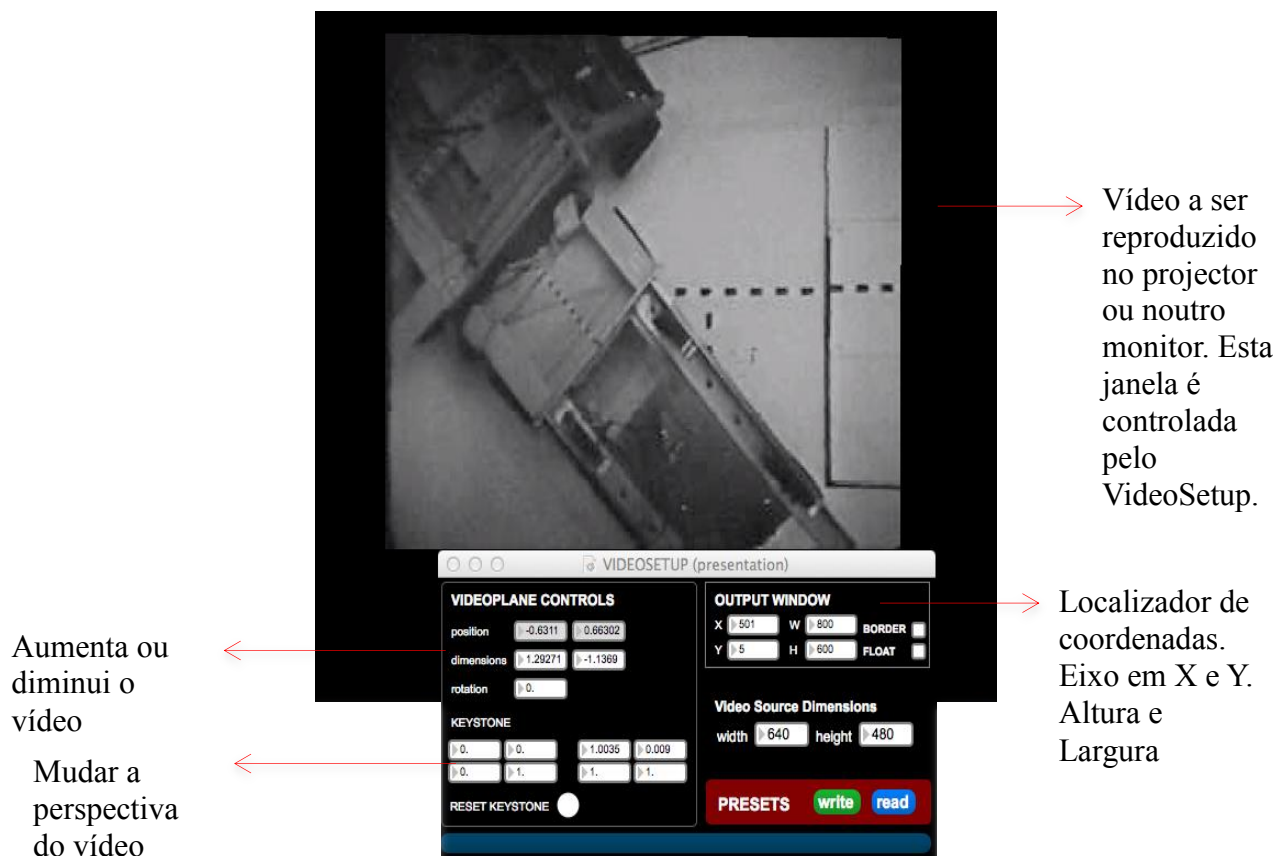 Vídeo a ser
reproduzido
no projector
ou noutro
monitor. Esta
janela é
controlada
pelo
VideoSetup.
VIDEOSETUP (presentation)
VIDEOPLANE CONTROLS
position -0.6311 0.66302
dimensions 1.29271 -1.1369
rotation 0.
KEYSTONE
0. 0. 1.0035 0.009
0. 1. 1. 1.
RESET KEYSTONE
OUTPUT WINDOW
X 501 W 800 BORDER
Y 5 H 600 FLOAT
Video Source Dimensions
width 640 height 480
PRESETS write read
Localizador de
coordenadas.
Eixo em X e Y.
Altura e
Largura
Aumenta ou
diminui o
vídeo
Mudar a
perspectiva
do vídeo